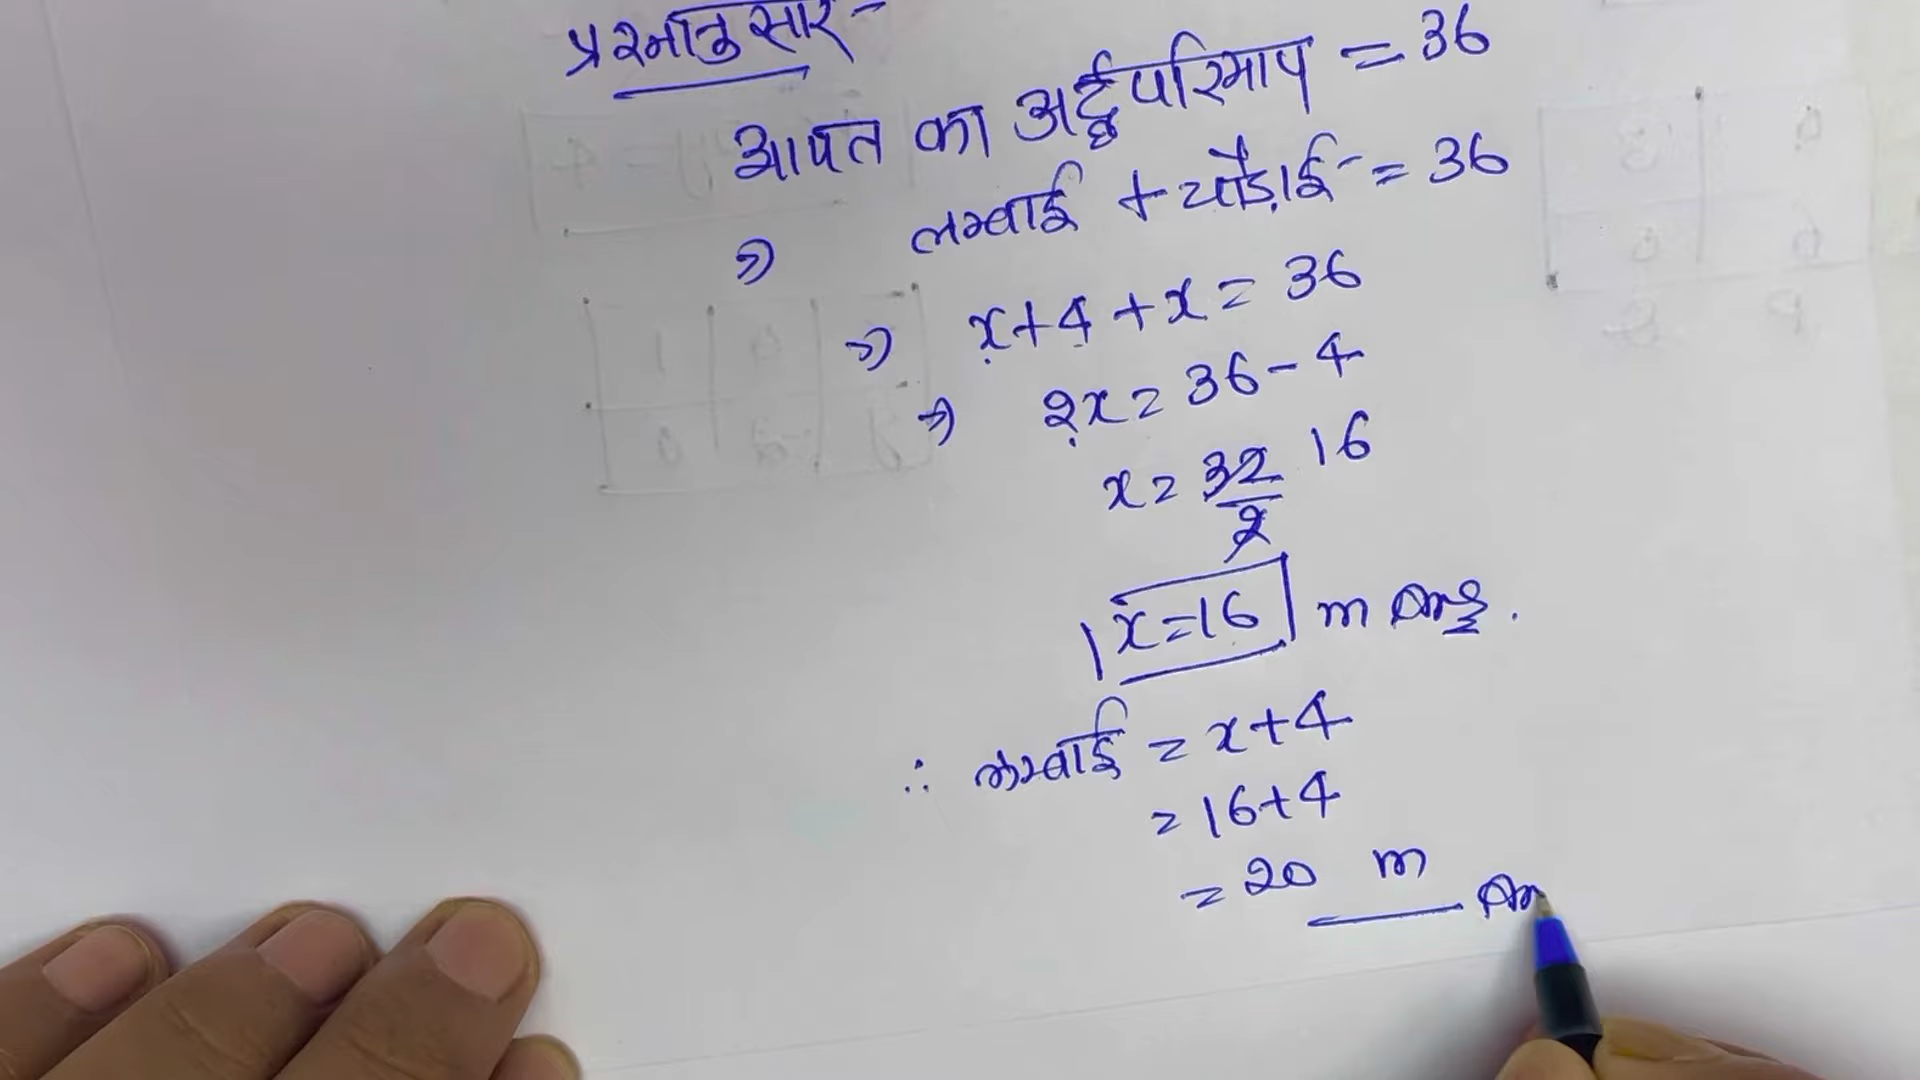 प्रश्नानुसार -
आयत का अर्द्धपरिमाप = 36
⇒ लम्बाई + चौड़ाई = 36
⇒ x+4+x = 36
⇒ 2x = 36-4
x = 32/2 16
x=16 m Ans.
∴ लम्बाई = x+4
= 16+4
= 20 m An